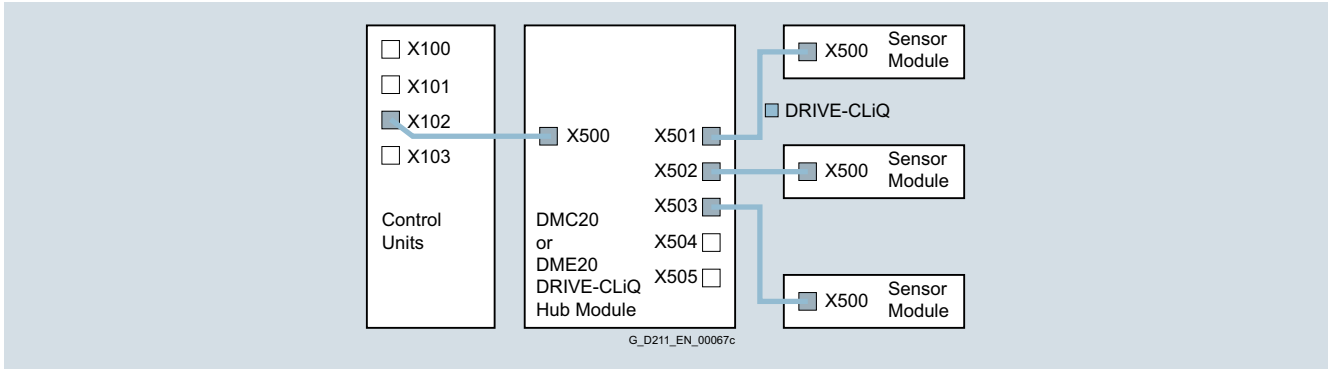 X100
X101
X102
X103
Control
Units
X500
X501
X502
X503
X504
X505
DMC20
or
DME20
DRIVE-CLiQ
Hub Module
X500
Sensor
Module
DRIVE-CLiQ
X500
Sensor
Module
X500
Sensor
Module
G_D211_EN_00067c